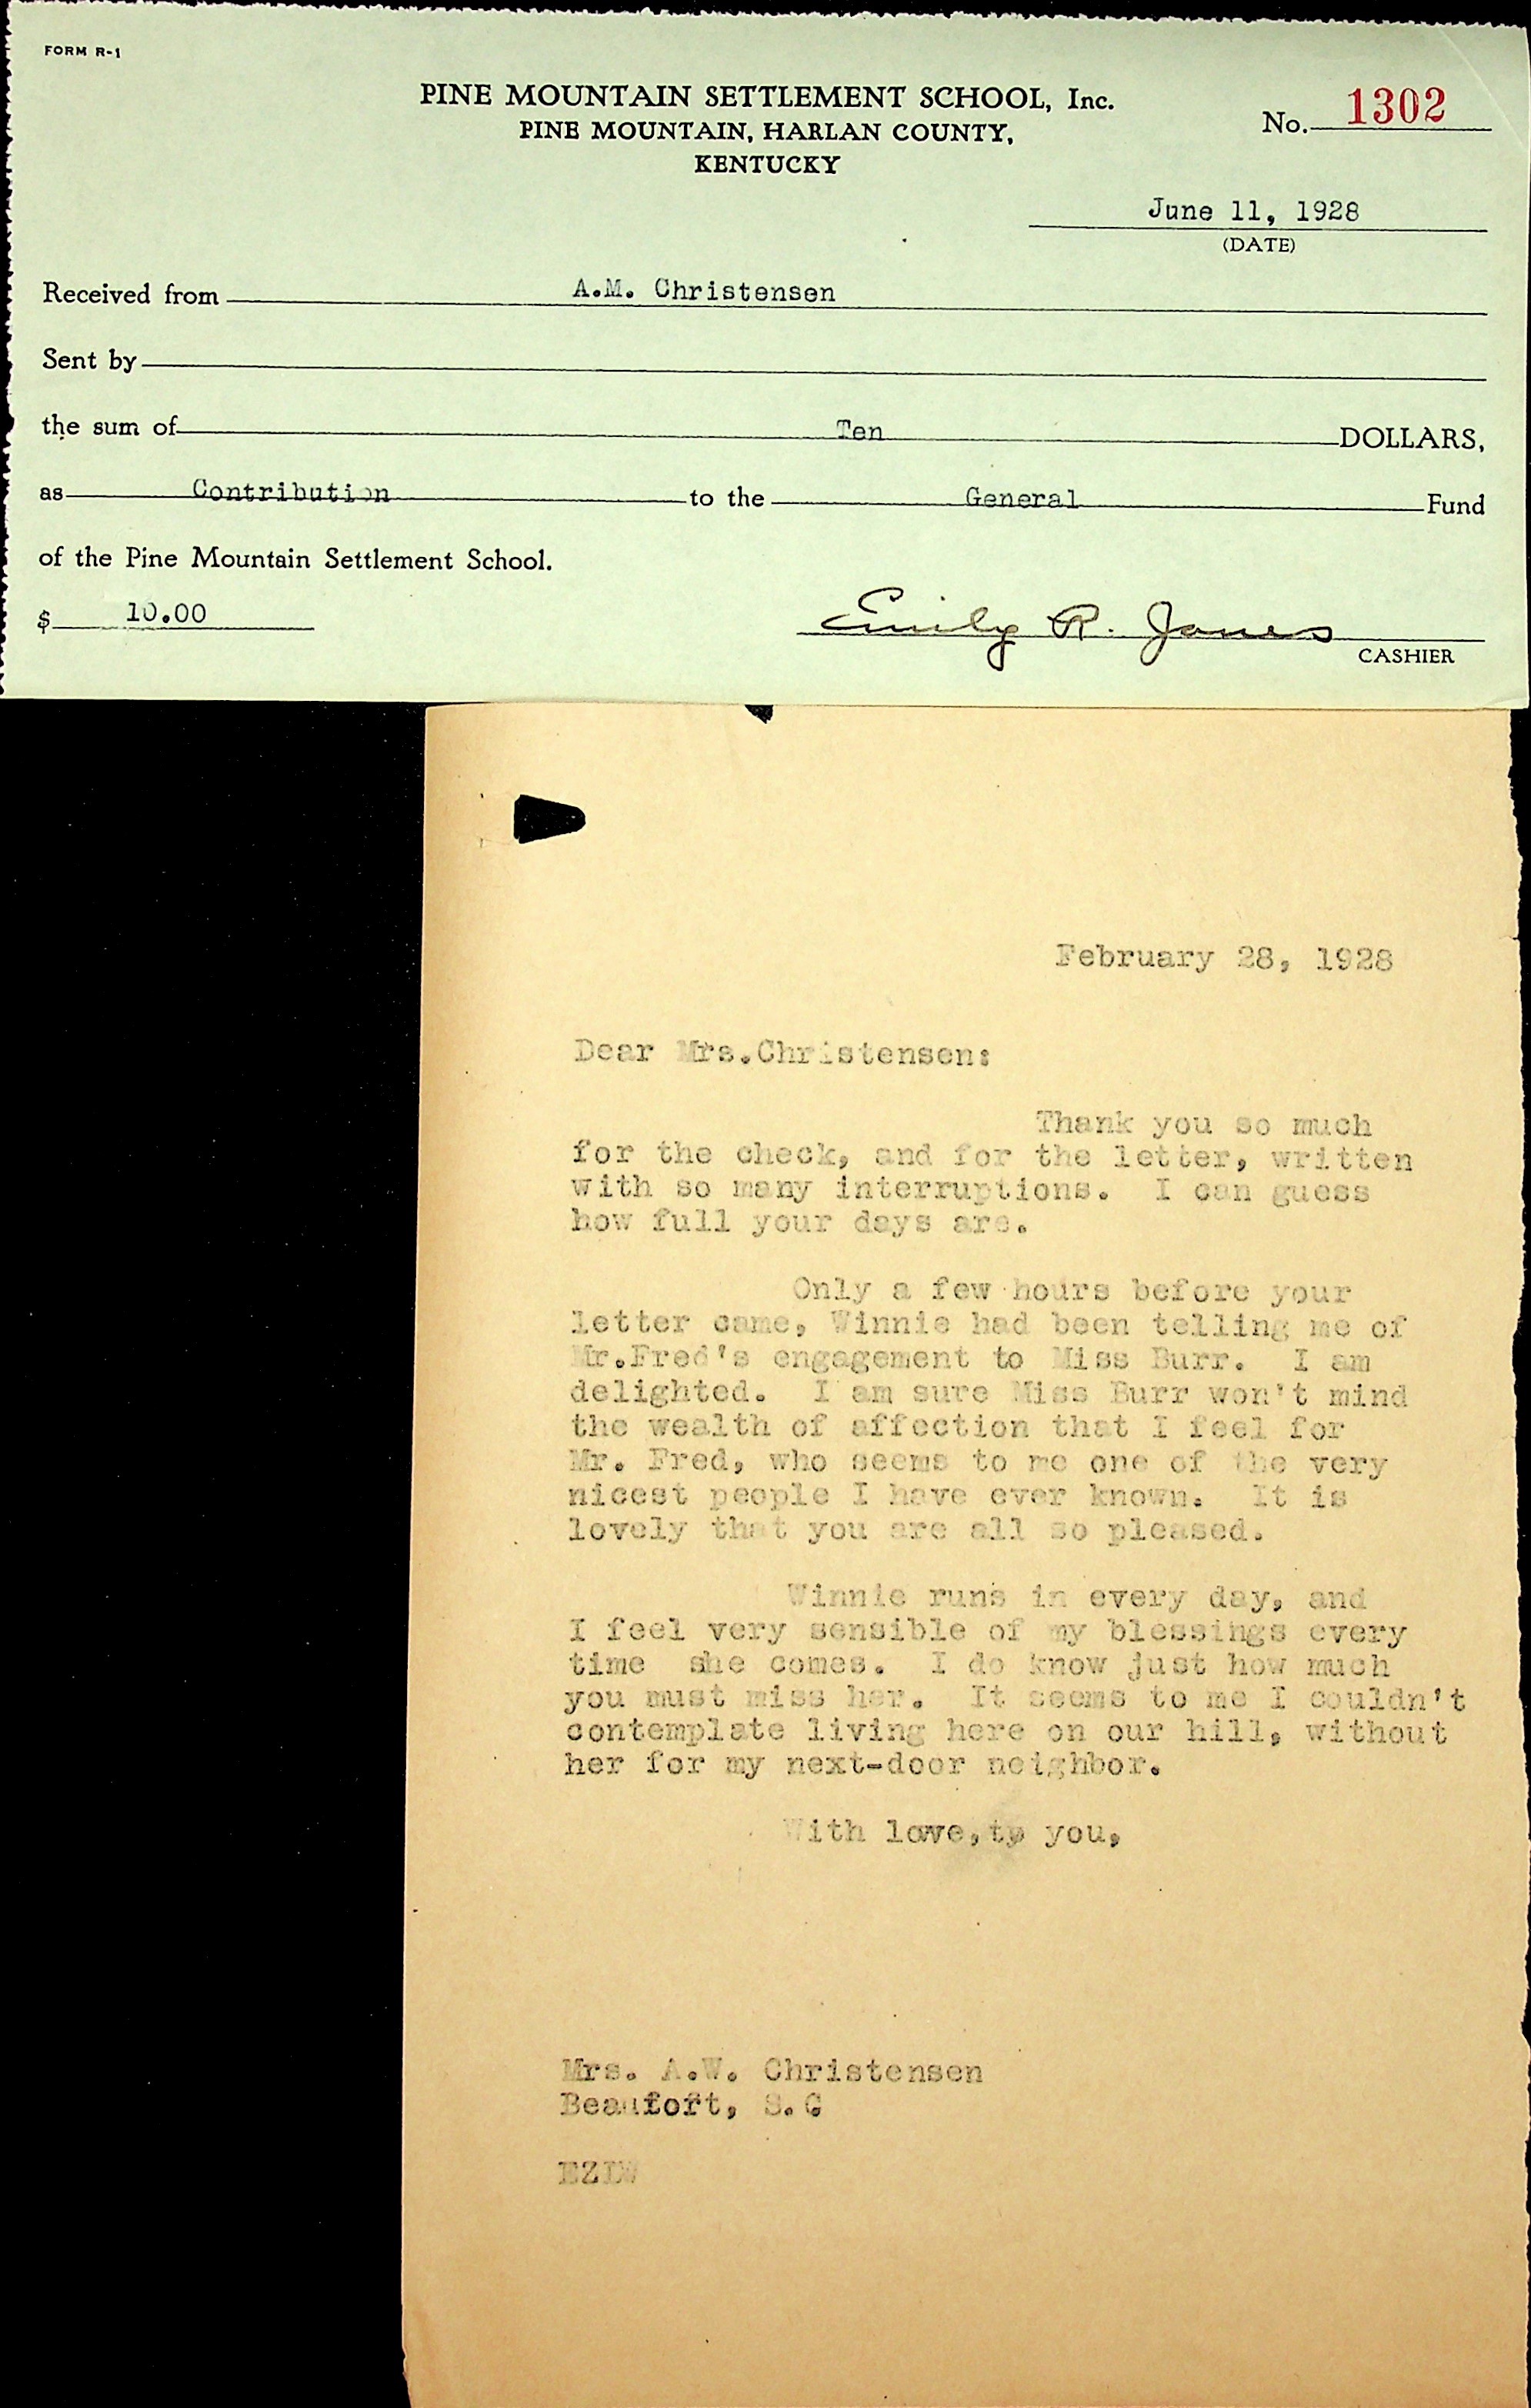 FORM R-1
PINE MOUNTAIN SETTLEMENT SCHOOL, Inc.
PINE MOUNTAIN, HARLAN COUNTY,
KENTUCKY
No. 1302
June 11, 1928
(DATE)
Received from A.M. Christensen
Sent by
the sum of Ten DOLLARS,
as Contribution to the General Fund
of the Pine Mountain Settlement School.
$ 10.00
Emily R. Jones
CASHIER
February 28, 1928
Dear Mrs.Christensen:
Thank you so much
for the check, and for the letter, written
with so many interruptions. I can guess
how full your days are.
Only a few hours before your
letter came, Winnie had been telling me of
Mr.Fred's engagement to Miss Burr. I am
delighted. I am sure Miss Burr won't mind
the wealth of affection that I feel for
Mr. Fred, who seems to me one of the very
nicest people I have ever known. It is
lovely that you are all so pleased.
Winnie runs in every day, and
I feel very sensible of my blessings every
time she comes. I do know just how much
you must miss her. It seems to me I couldn't
contemplate living here on our hill, without
her for my next-door neighbor.
With love, to you,
Mrs. A.W. Christensen
Beaufort, S.C